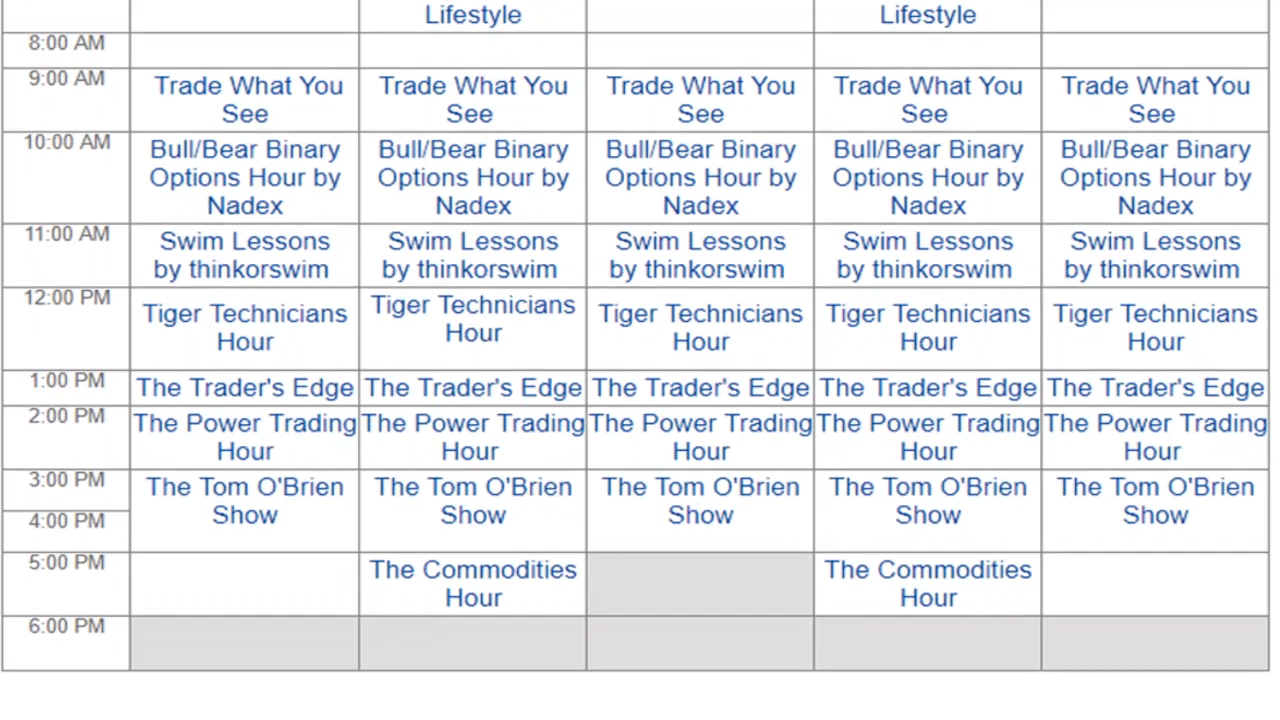 Lifestyle Lifestyle
8:00 AM
9:00 AM Trade What You Trade What You Trade What You Trade What You Trade What You
See See See See See
10:00 AM Bull/Bear Binary Bull/Bear Binary Bull/Bear Binary Bull/Bear Binary Bull/Bear Binary
Options Hour by Options Hour by Options Hour by Options Hour by Options Hour by
Nadex Nadex Nadex Nadex Nadex
11:00 AM Swim Lessons Swim Lessons Swim Lessons Swim Lessons Swim Lessons
by thinkorswim by thinkorswim by thinkorswim by thinkorswim by thinkorswim
12:00 PM Tiger Technicians Tiger Technicians Tiger Technicians Tiger Technicians Tiger Technicians
Hour Hour Hour Hour Hour
1:00 PM The Trader's Edge The Trader's Edge The Trader's Edge The Trader's Edge The Trader's Edge
2:00 PM The Power Trading The Power Trading The Power Trading The Power Trading The Power Trading
Hour Hour Hour Hour Hour
3:00 PM The Tom O'Brien The Tom O'Brien The Tom O'Brien The Tom O'Brien The Tom O'Brien
4:00 PM Show Show Show Show Show
5:00 PM The Commodities The Commodities
Hour Hour
6:00 PM